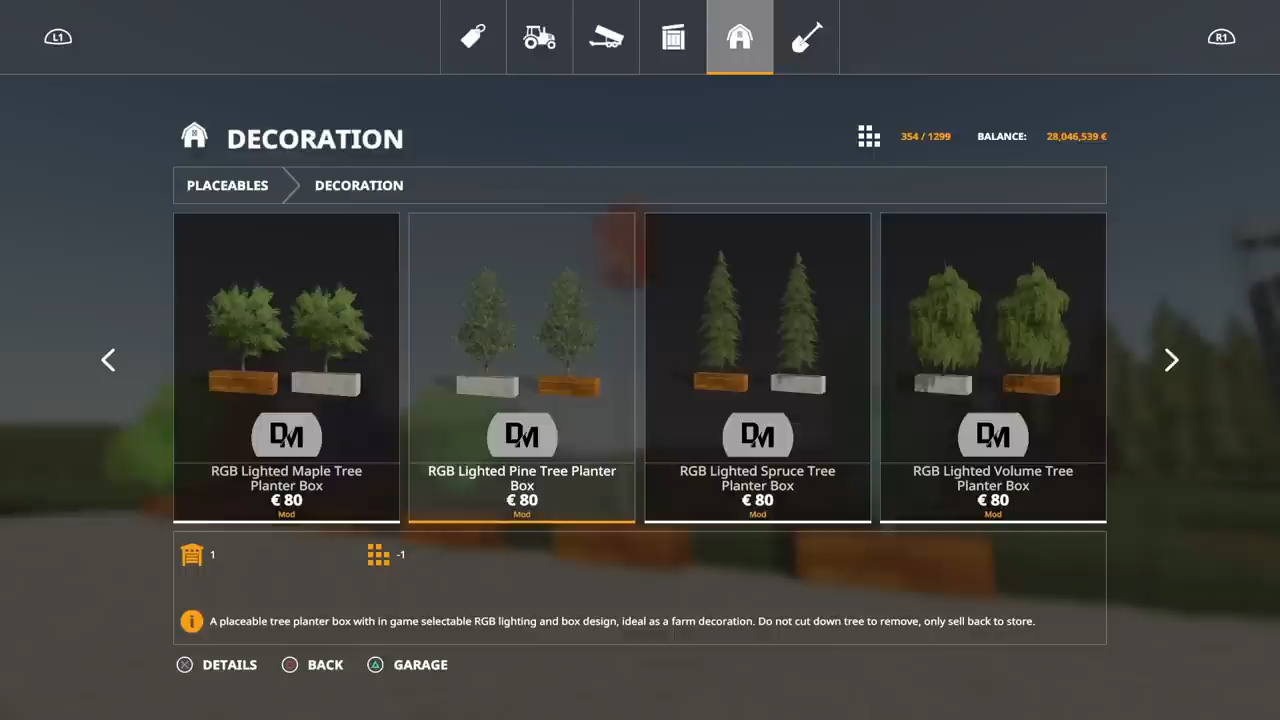 L1
R1
DECORATION
354 / 1299
BALANCE:
28,046,539 €
PLACEABLES
DECORATION
DM
RGB Lighted Maple Tree
Planter Box
€ 80
Mod
DM
RGB Lighted Pine Tree Planter
Box
€ 80
Mod
DM
RGB Lighted Spruce Tree
Planter Box
€ 80
Mod
DM
RGB Lighted Volume Tree
Planter Box
€ 80
Mod
1
-1
A placeable tree planter box with in game selectable RGB lighting and box design, ideal as a farm decoration. Do not cut down tree to remove, only sell back to store.
DETAILS
BACK
GARAGE